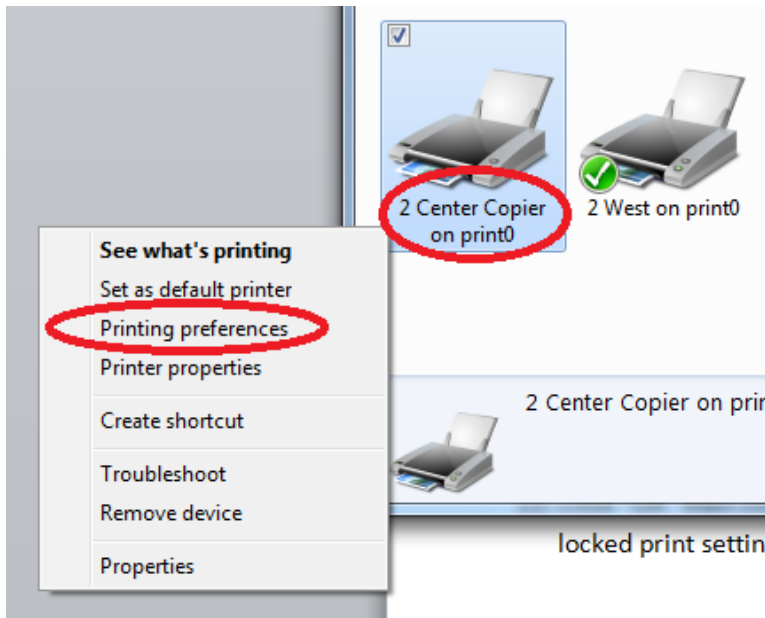 2 Center Copier
on print0
2 West on print0
See what's printing
Set as default printer
Printing preferences
Printer properties
Create shortcut
Troubleshoot
Remove device
Properties
2 Center Copier on prin
locked print settin